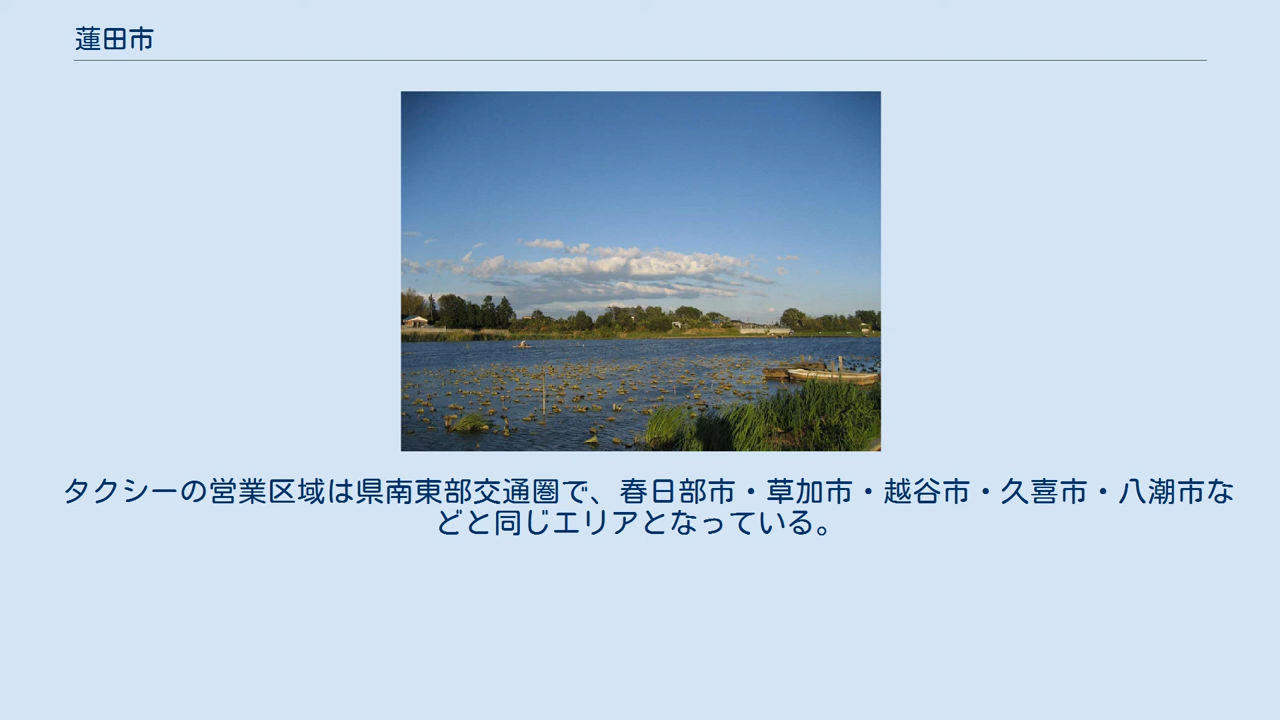 蓮田市
タクシーの営業区域は県南東部交通圏で、春日部市・草加市・越谷市・久喜市・八潮市な
どと同じエリアとなっている。